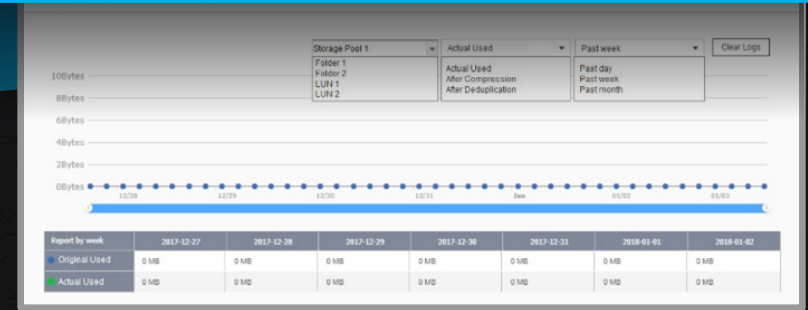 Storage Pool 1 Actual Used Past week Clear Logs
Folder 1 Actual Used Past day
Folder 2 After Compression Past week
LUN 1 After Deduplication Past month
LUN 2
10Bytes
8Bytes
6Bytes
4Bytes
2Bytes
0Bytes
12/28 12/29 12/30 12/31 Jan 01/02 01/03
Report by week 2017-12-27 2017-12-28 2017-12-29 2017-12-30 2017-12-31 2018-01-01 2018-01-02
Original Used 0 MB 0 MB 0 MB 0 MB 0 MB 0 MB 0 MB
Actual Used 0 MB 0 MB 0 MB 0 MB 0 MB 0 MB 0 MB